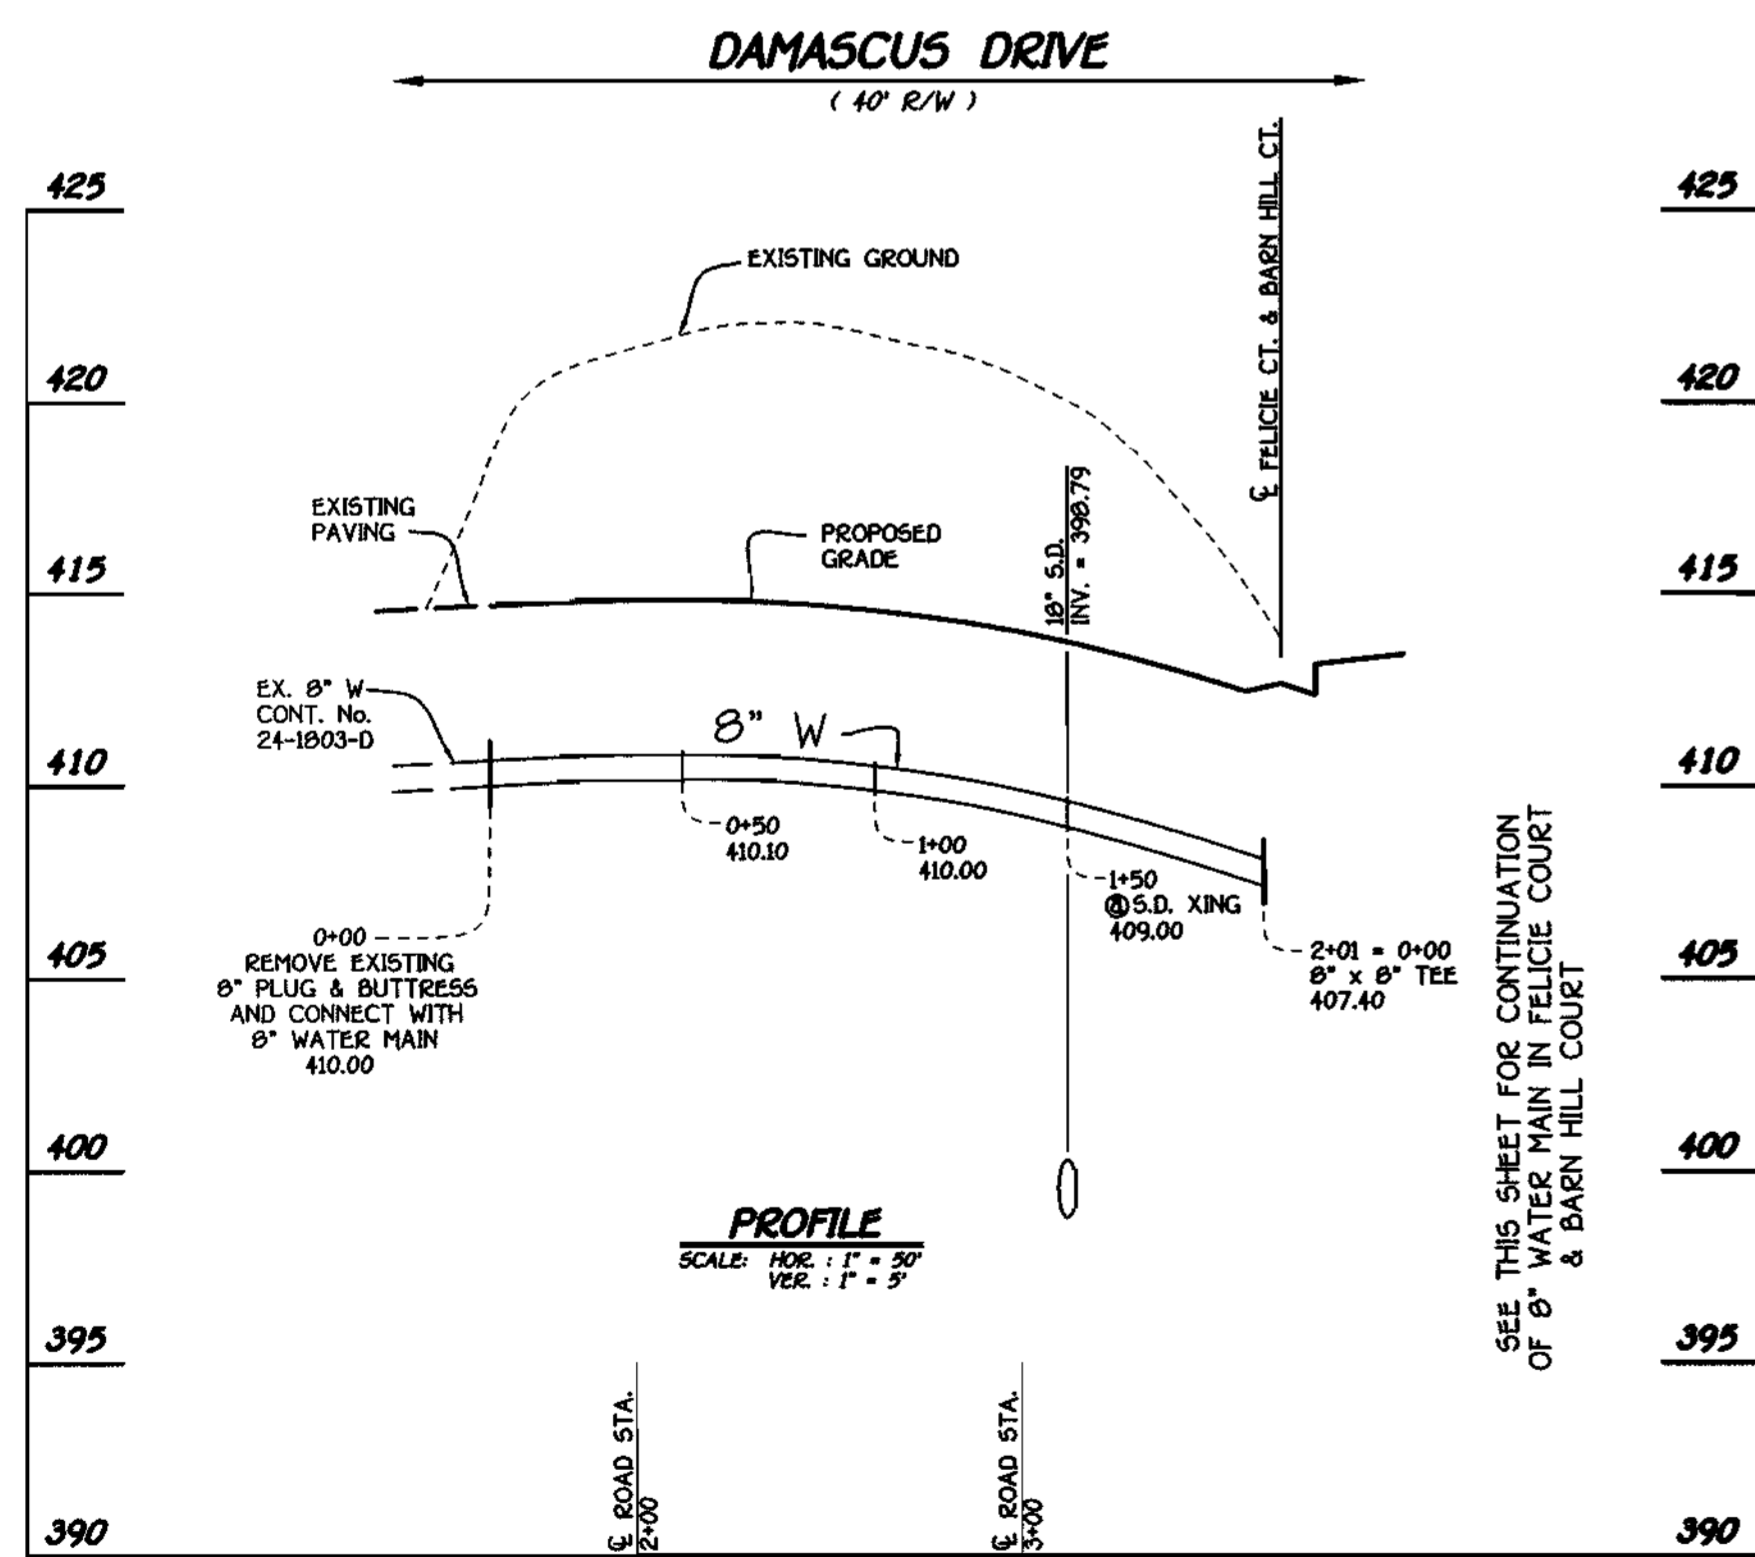 DAMASCUS DRIVE
( 40' R/W )
425
425
℄ FELICIE CT. & BARN HILL CT.
EXISTING GROUND
420
420
EXISTING
PAVING
PROPOSED
GRADE
18" S.D.
INV. = 398.79
415
415
EX. 8" W
CONT. No.
24-1803-D
8" W
410
410
0+50
410.10
1+00
410.00
1+50
@ S.D. XING
409.00
0+00
REMOVE EXISTING
8" PLUG & BUTTRESS
AND CONNECT WITH
8" WATER MAIN
410.00
2+01 = 0+00
8" x 8" TEE
407.40
405
405
SEE THIS SHEET FOR CONTINUATION
OF 8" WATER MAIN IN FELICIE COURT
& BARN HILL COURT
400
400
PROFILE
SCALE: HOR. : 1" = 50'
VER. : 1" = 5'
395
395
℄ ROAD STA.
2+00
℄ ROAD STA.
3+00
390
390